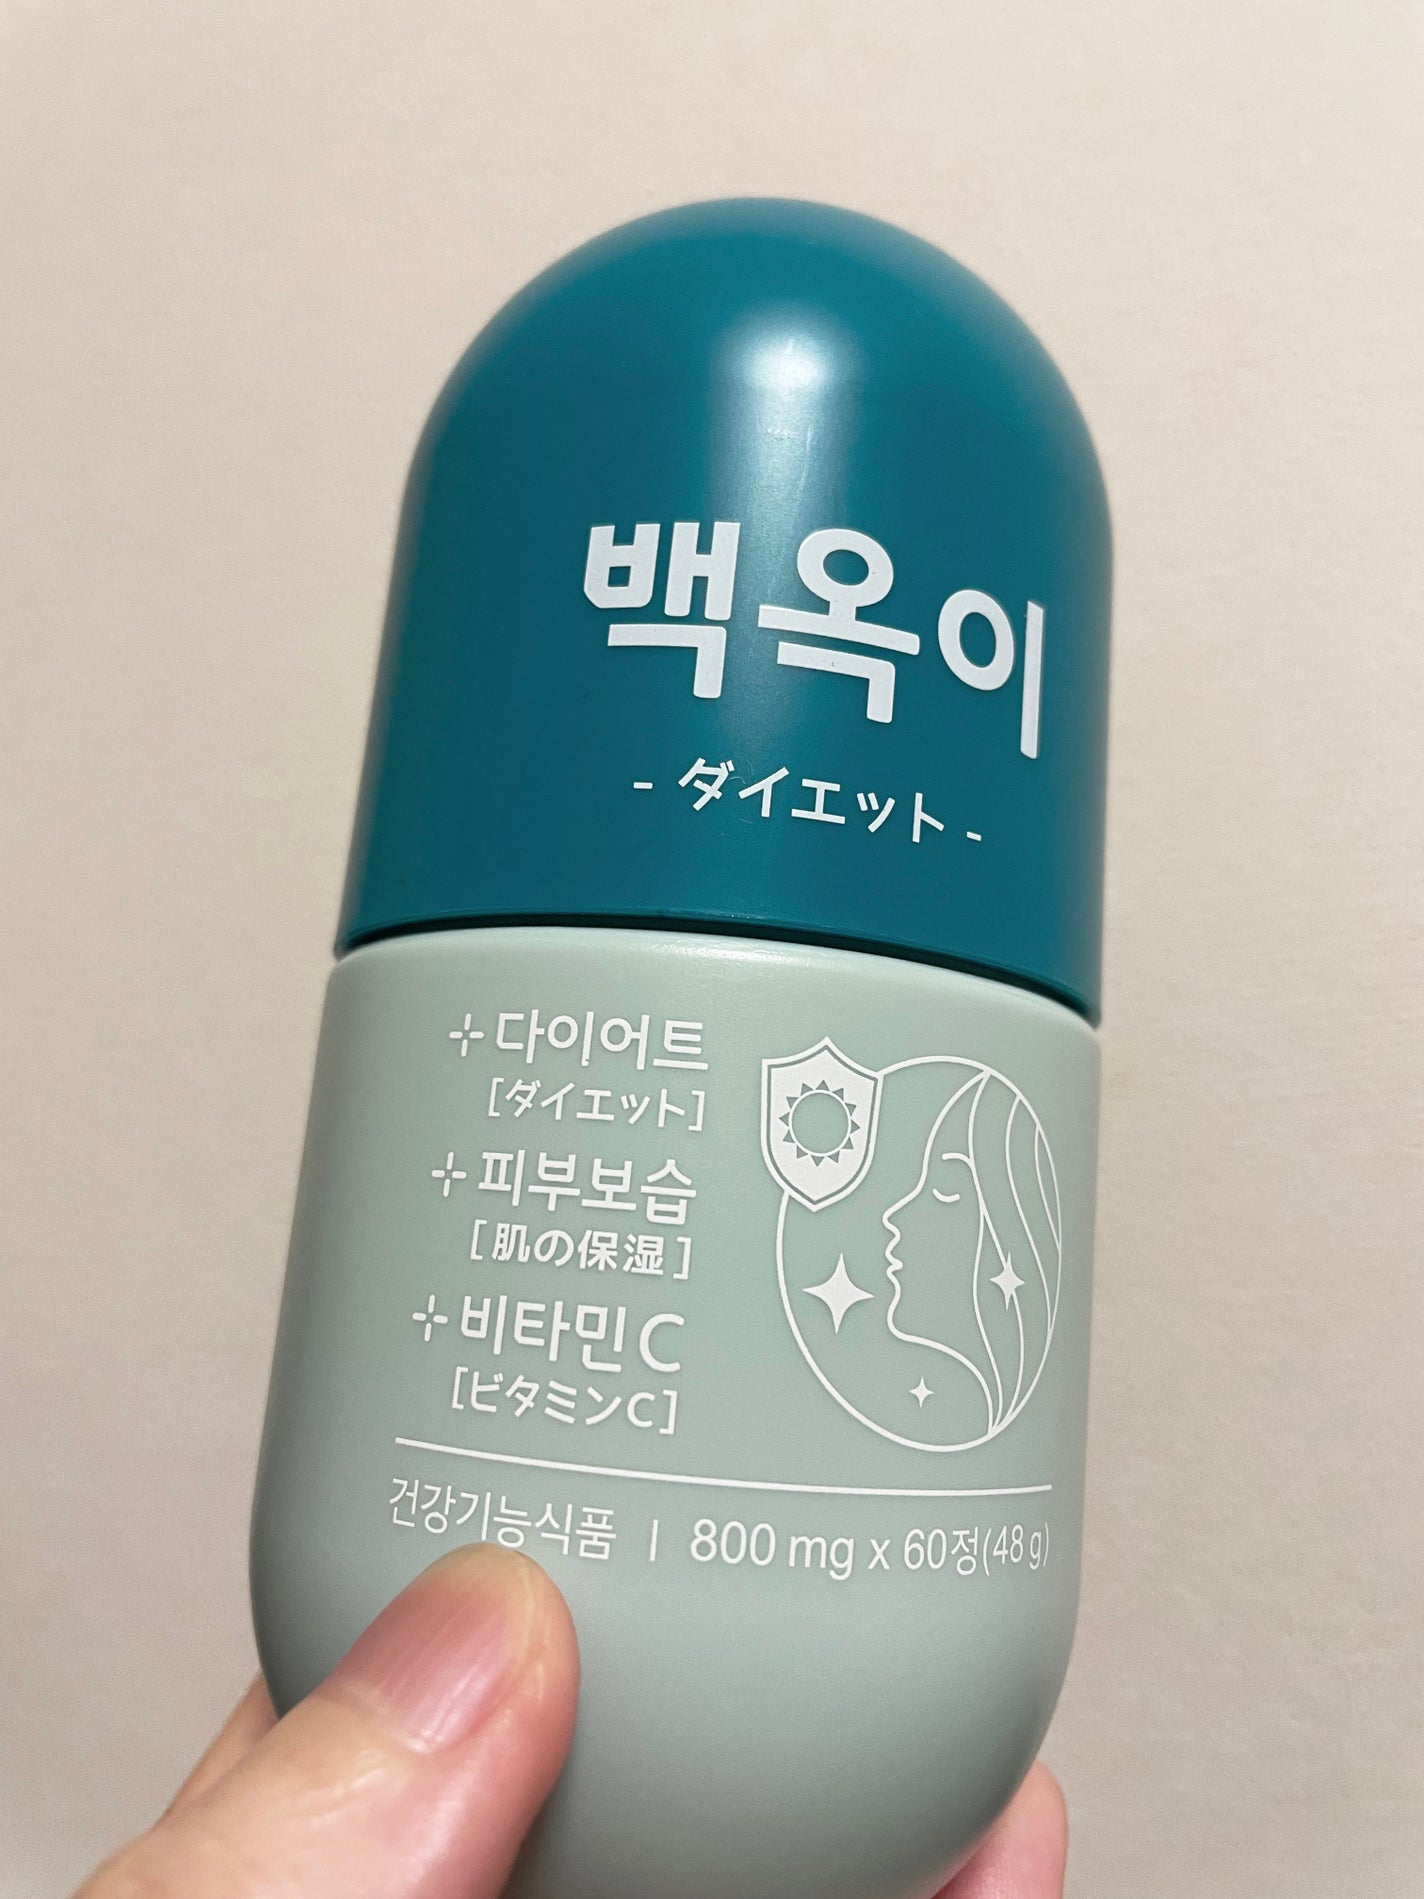 백옥이
- ダイエット -
다이어트
[ダイエット]
피부보습
[肌の保湿]
비타민C
[ビタミンC]
건강기능식품 | 800 mg x 60정(48 g)